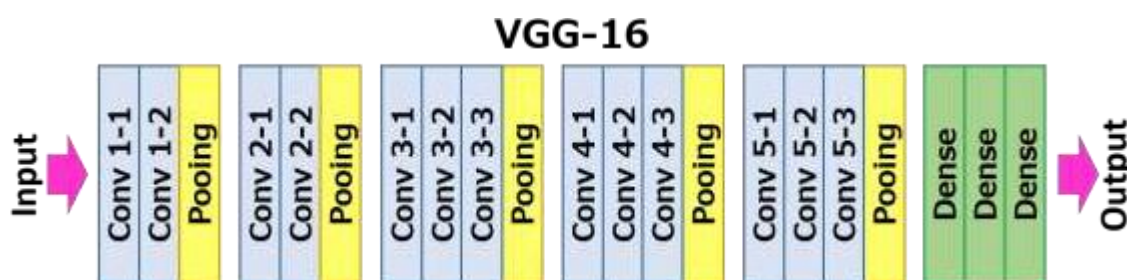 VGG-16
Input
Conv 1-1
Conv 1-2
Pooing
Conv 2-1
Conv 2-2
Pooing
Conv 3-1
Conv 3-2
Conv 3-3
Pooing
Conv 4-1
Conv 4-2
Conv 4-3
Pooing
Conv 5-1
Conv 5-2
Conv 5-3
Pooing
Dense
Dense
Dense
Output